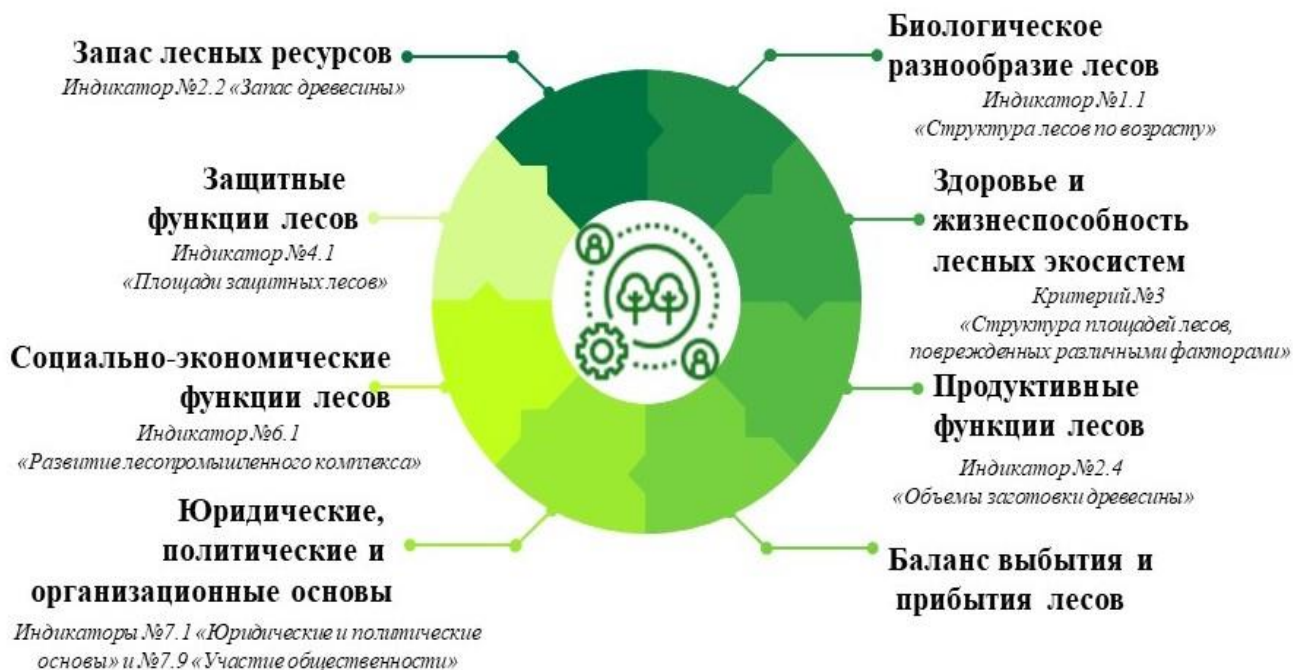 Запас лесных ресурсов
Индикатор №2.2 «Запас древесины»
Защитные
функции лесов
Индикатор №4.1
«Площади защитных лесов»
Социально-экономические
функции лесов
Индикатор №6.1
«Развитие лесопромышленного комплекса»
Юридические,
политические и
организационные основы
Индикаторы №7.1 «Юридические и политические
основы» и №7.9 «Участие общественности»
Биологическое
разнообразие лесов
Индикатор №1.1
«Структура лесов по возрасту»
Здоровье и
жизнеспособность
лесных экосистем
Критерий №3
«Структура площадей лесов,
поврежденных различными факторами»
Продуктивные
функции лесов
Индикатор №2.4
«Объемы заготовки древесины»
Баланс выбытия и
прибытия лесов